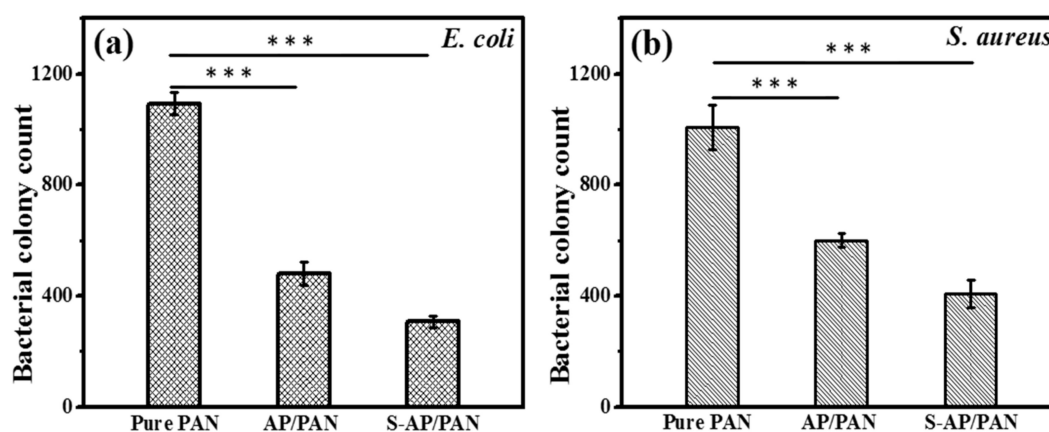 (a)
E. coli
***
***
Bacterial colony count
1200
800
400
0
Pure PAN
AP/PAN
S-AP/PAN
(b)
S. aureus
***
***
Bacterial colony count
1200
800
400
0
Pure PAN
AP/PAN
S-AP/PAN